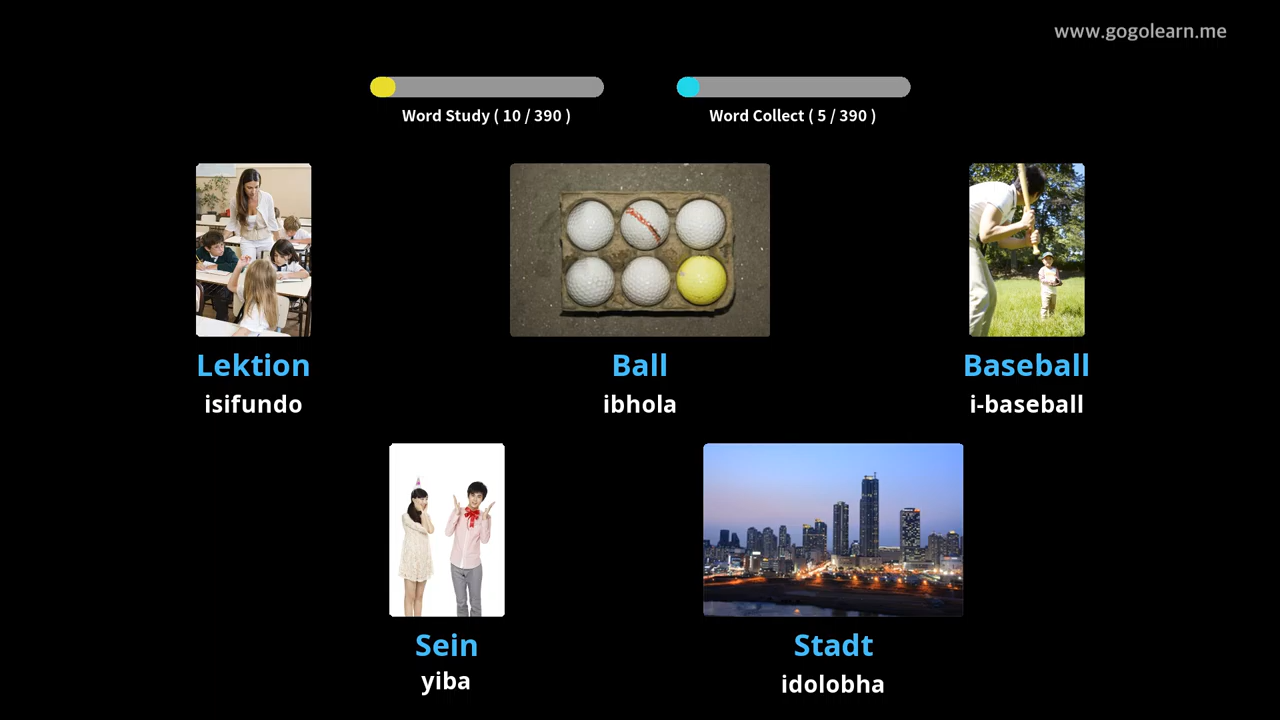 www.gogolearn.me
Word Study ( 10 / 390 )
Word Collect ( 5 / 390 )
Lektion
isifundo
Ball
ibhola
Baseball
i-baseball
Sein
yiba
Stadt
idolobha